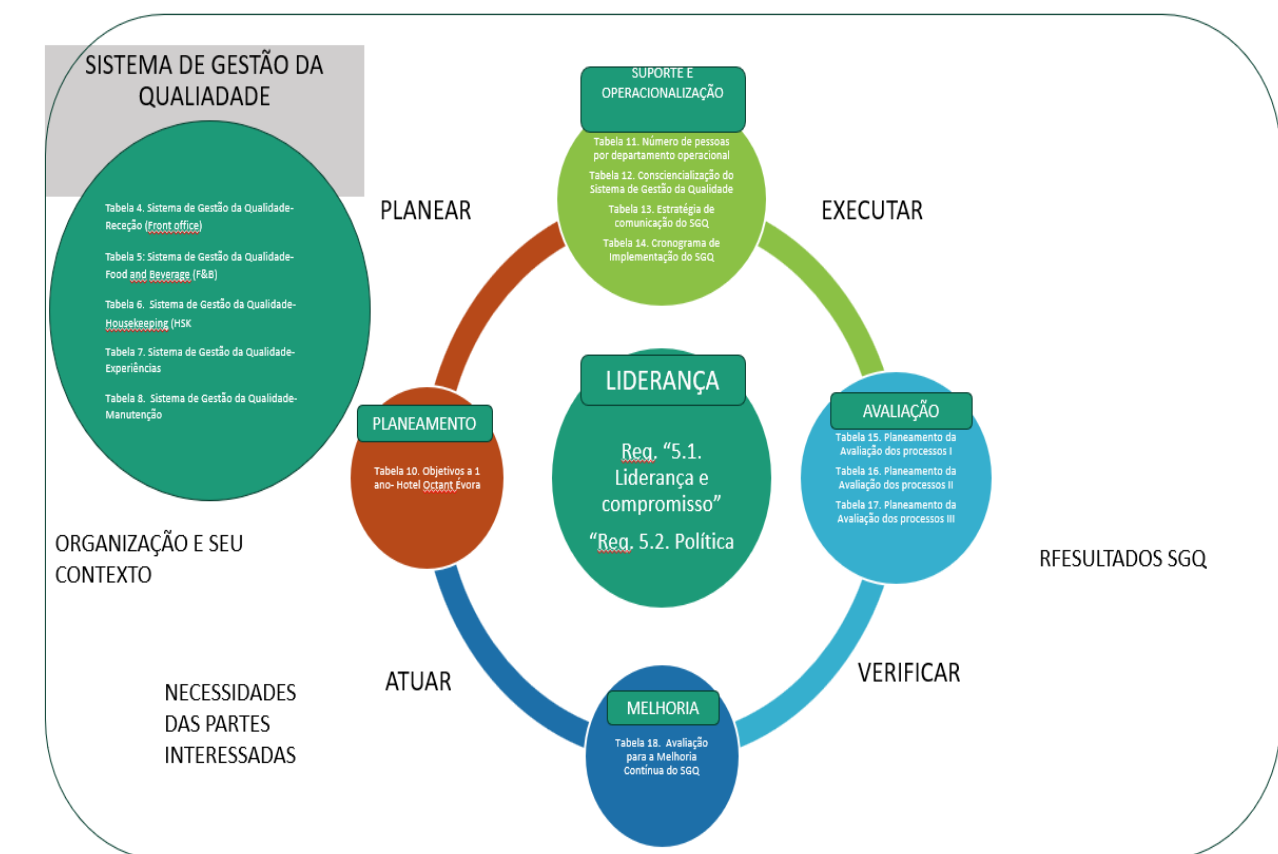 SISTEMA DE GESTÃO DA
QUALIADADE
Tabela 4. Sistema de Gestão da Qualidade-
Receção (Front office)
Tabela 5: Sistema de Gestão da Qualidade-
Food and Beverage (F&B)
Tabela 6. Sistema de Gestão da Qualidade-
Housekeeping (HSK
Tabela 7. Sistema de Gestão da Qualidade-
Experiências
Tabela 8. Sistema de Gestão da Qualidade-
Manutenção
PLANEAR
SUPORTE E
OPERACIONALIZAÇÃO
Tabela 11. Número de pessoas
por departamento operacional
Tabela 12. Consciencialização do
Sistema de Gestão da Qualidade
Tabela 13. Estratégia de
comunicação do SGQ
Tabela 14. Cronograma de
Implementação do SGQ
EXECUTAR
PLANEAMENTO
Tabela 10. Objetivos a 1
ano- Hotel Octant Évora
LIDERANÇA
Req. “5.1.
Liderança e
compromisso”
“Req. 5.2. Política
AVALIAÇÃO
Tabela 15. Planeamento da
Avaliação dos processos I
Tabela 16. Planeamento da
Avaliação dos processos II
Tabela 17. Planeamento da
Avaliação dos processos III
ORGANIZAÇÃO E SEU
CONTEXTO
RFESULTADOS SGQ
NECESSIDADES
DAS PARTES
INTERESSADAS
ATUAR
VERIFICAR
MELHORIA
Tabela 18. Avaliação
para a Melhoria
Contínua do SGQ